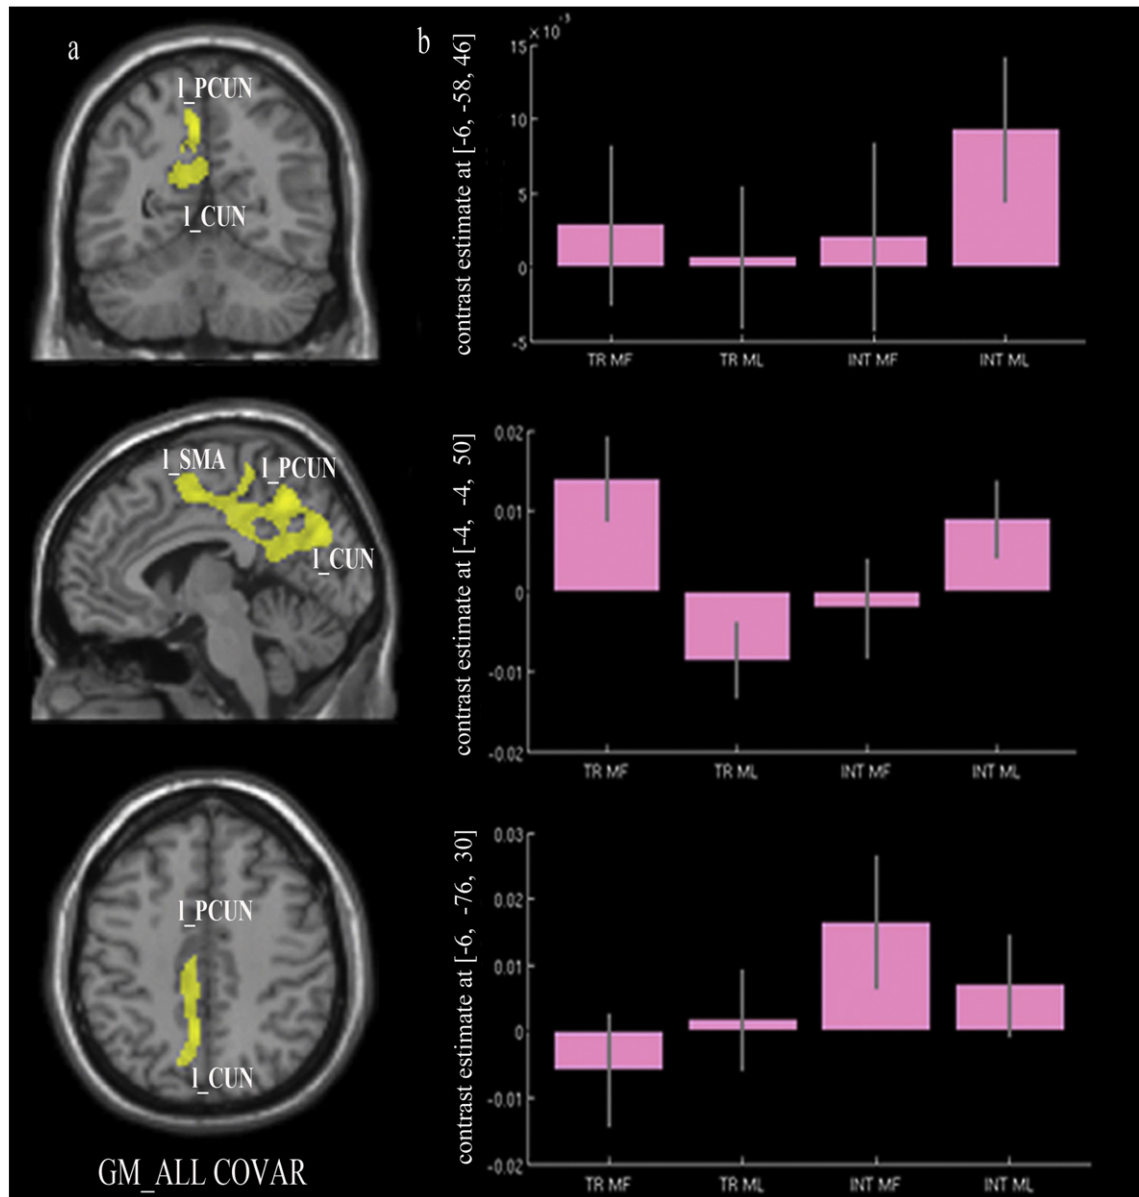 a
l_PCUN
l_CUN
l_SMA
l_PCUN
l_CUN
l_PCUN
l_CUN
GM_ALL COVAR
b
contrast estimate at [-6, -58, 46]
×10⁻³
15
10
5
0
-5
TR MF TR ML INT MF INT ML
contrast estimate at [-4, -4, 50]
0.02
0.01
0
-0.01
-0.02
TR MF TR ML INT MF INT ML
contrast estimate at [-6, -76, 30]
0.03
0.02
0.01
0
-0.01
-0.02
TR MF TR ML INT MF INT ML